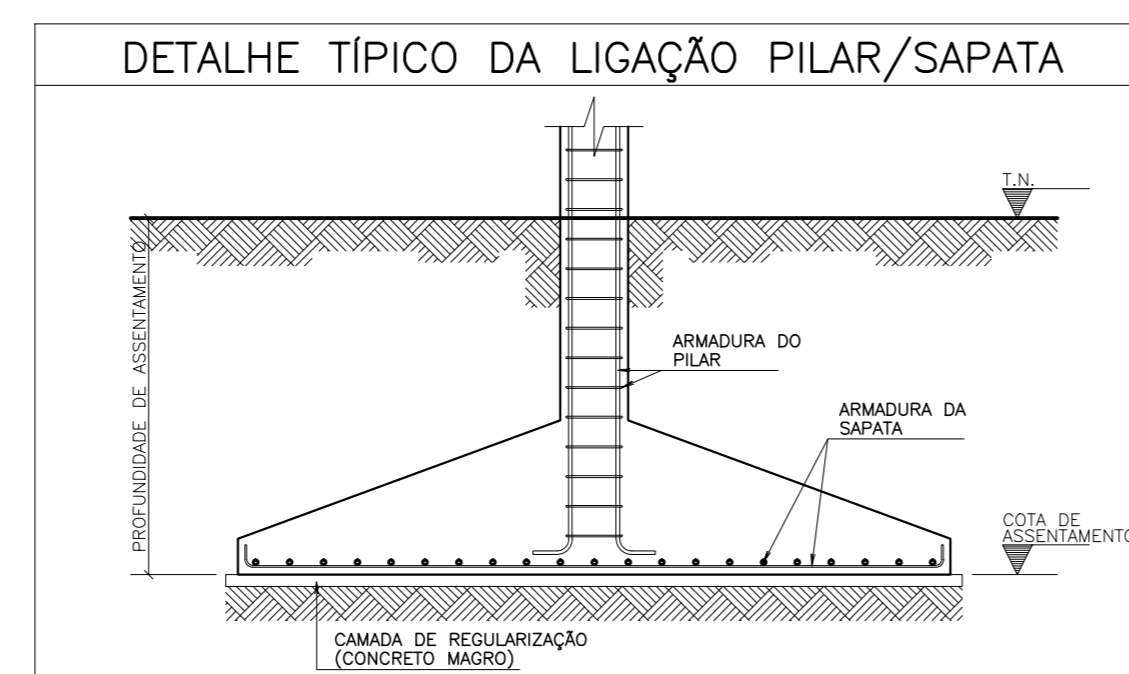 DETALHE TÍPICO DA LIGAÇÃO PILAR/SAPATA
T.N.
PROFUNDIDADE DE ASSENTAMENTO
ARMADURA DO
PILAR
ARMADURA DA
SAPATA
COTA DE
ASSENTAMENTO
CAMADA DE REGULARIZAÇÃO
(CONCRETO MAGRO)